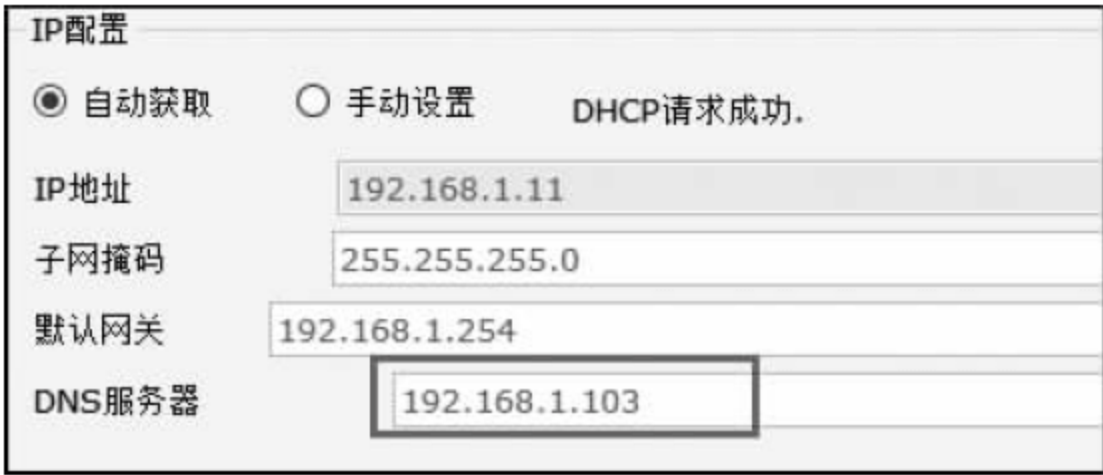 IP配置
自动获取 手动设置 DHCP请求成功.
IP地址 192.168.1.11
子网掩码 255.255.255.0
默认网关 192.168.1.254
DNS服务器 192.168.1.103